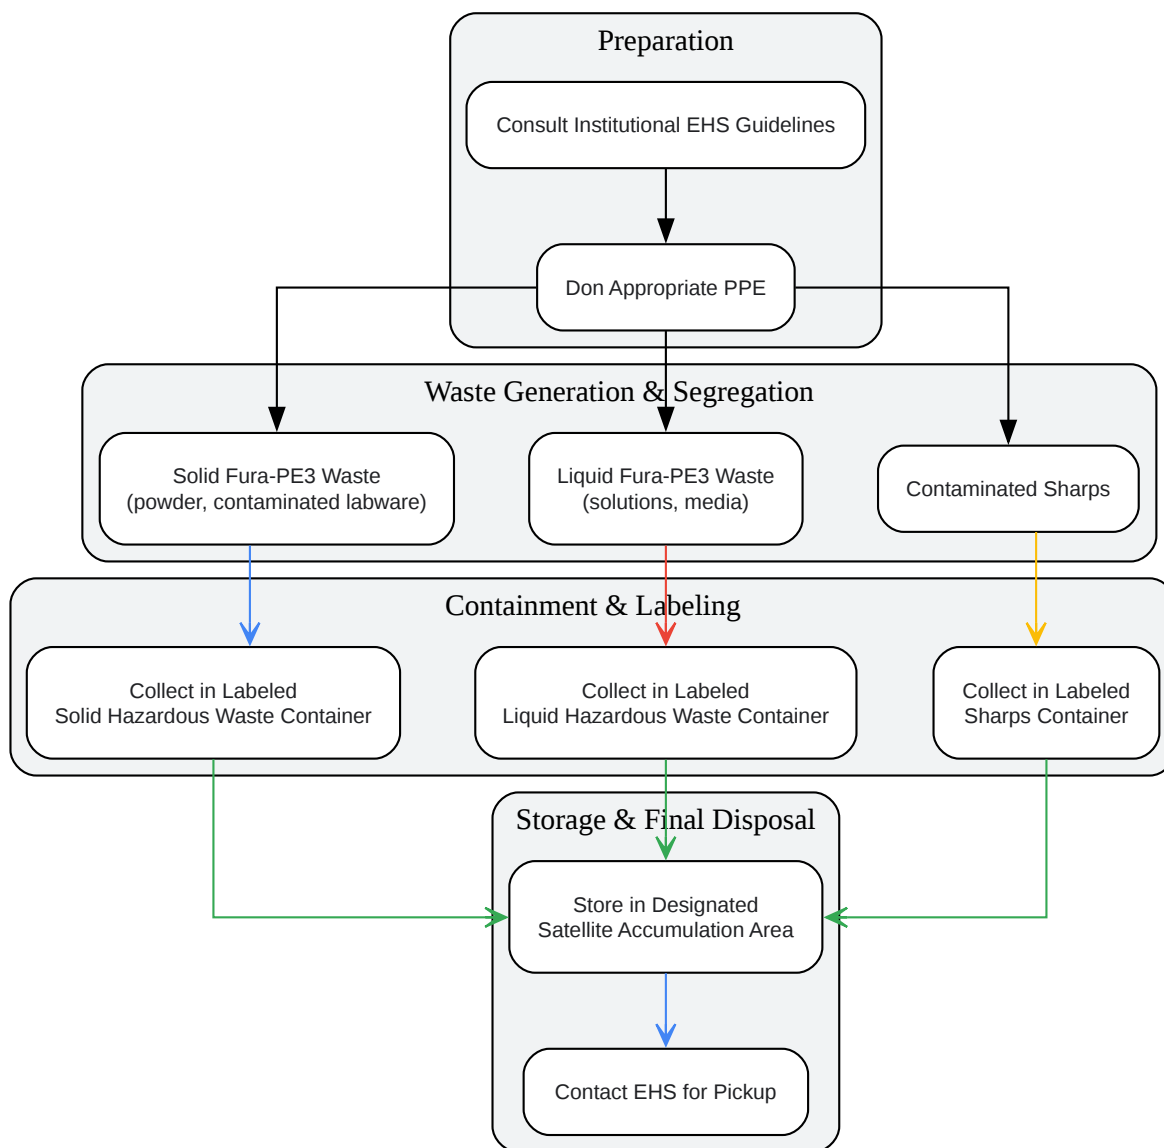 Preparation
Consult Institutional EHS Guidelines
Don Appropriate PPE
Waste Generation & Segregation
Solid Fura-PE3 Waste
(powder, contaminated labware)
Liquid Fura-PE3 Waste
(solutions, media)
Contaminated Sharps
Containment & Labeling
Collect in Labeled
Solid Hazardous Waste Container
Collect in Labeled
Liquid Hazardous Waste Container
Collect in Labeled
Sharps Container
Storage & Final Disposal
Store in Designated
Satellite Accumulation Area
Contact EHS for Pickup